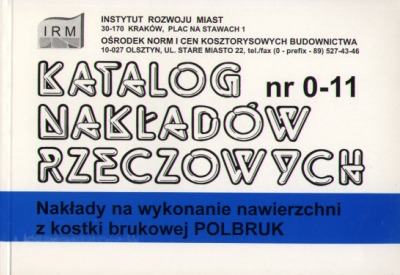 IRM
INSTYTUT ROZWOJU MIAST
30-170 KRAKÓW, PLAC NA STAWACH 1
OŚRODEK NORM I CEN KOSZTORYSOWYCH BUDOWNICTWA
10-027 OLSZTYN, UL. STARE MIASTO 22, tel./fax (0 - prefix - 89) 527-43-46
KATALOG nr 0-11
NAKŁADÓW
RZECZOWYCH
Nakłady na wykonanie nawierzchni
z kostki brukowej POLBRUK